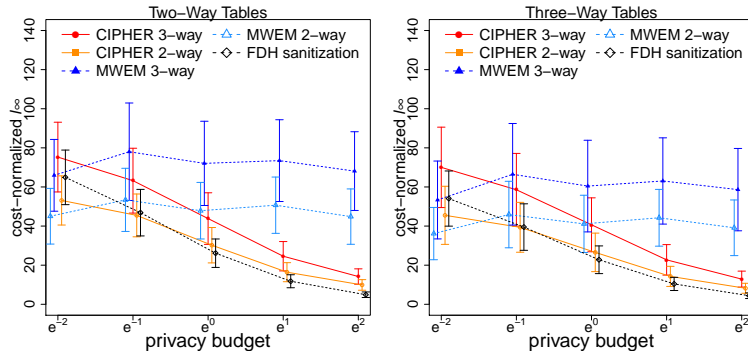 Two−Way Tables
cost−normalized l∞
140
120
100
80
60
40
20
0
CIPHER 3−way
CIPHER 2−way
MWEM 3−way
MWEM 2−way
FDH sanitization
e−2
e−1
e0
e1
e2
privacy budget
Three−Way Tables
cost−normalized l∞
140
120
100
80
60
40
20
0
CIPHER 3−way
CIPHER 2−way
MWEM 3−way
MWEM 2−way
FDH sanitization
e−2
e−1
e0
e1
e2
privacy budget